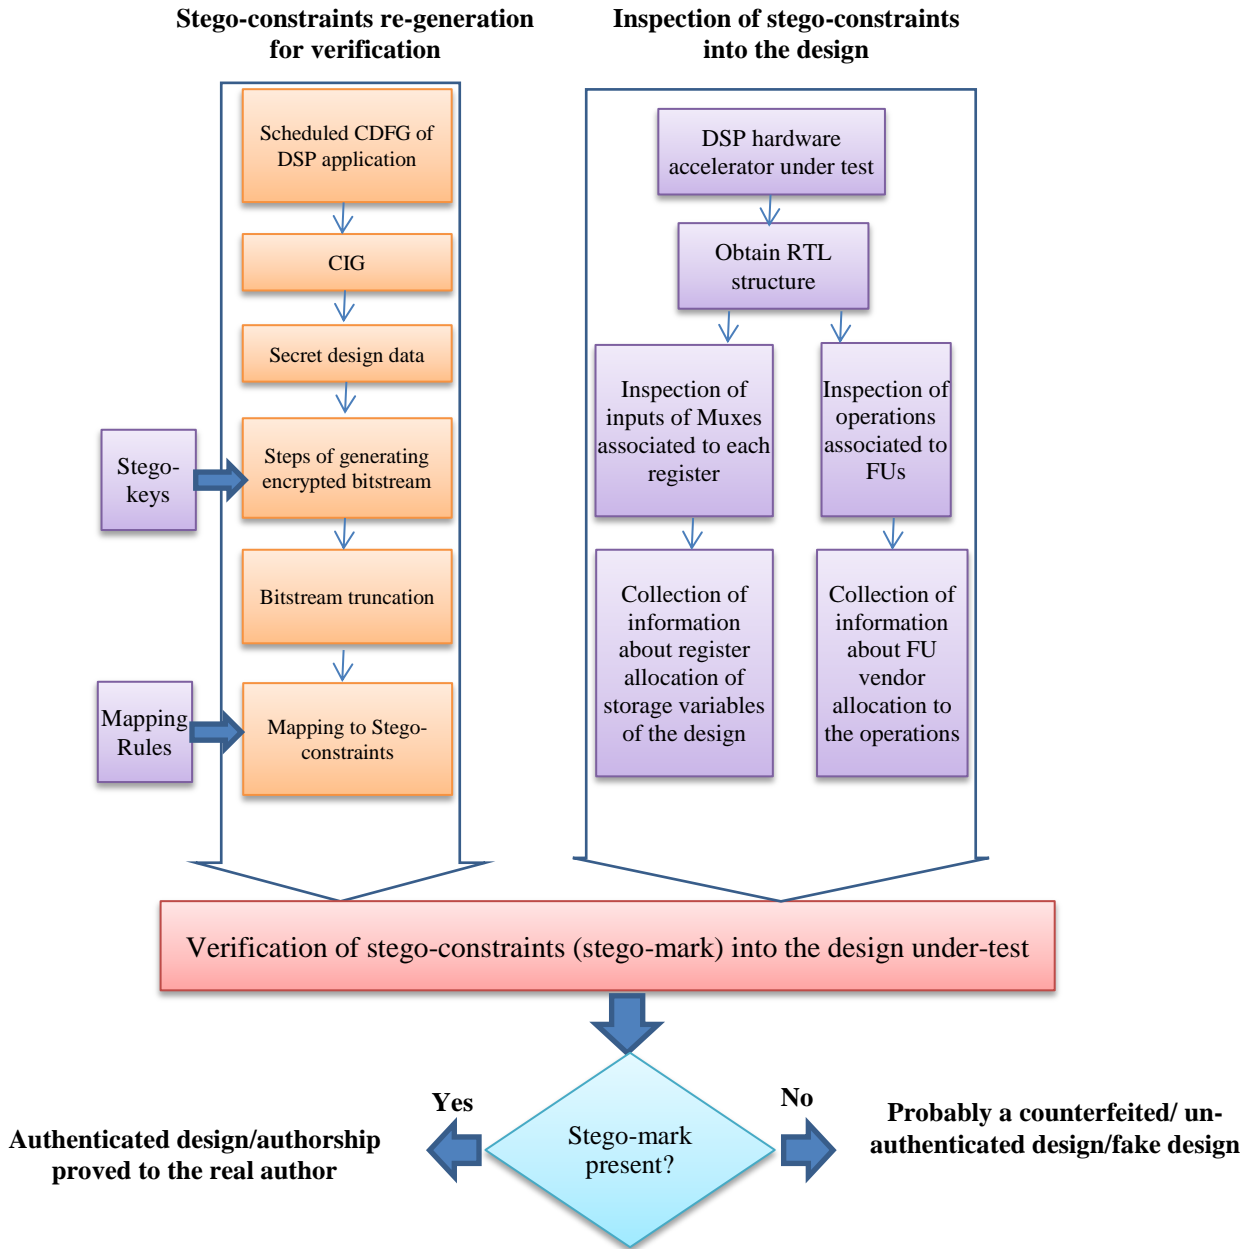 Stego-constraints re-generation
for verification
Scheduled CDFG of
DSP application
CIG
Secret design data
Stego-
keys
Steps of generating
encrypted bitstream
Bitstream truncation
Mapping
Rules
Mapping to Stego-
constraints
Inspection of stego-constraints
into the design
DSP hardware
accelerator under test
Obtain RTL
structure
Inspection of
inputs of Muxes
associated to each
register
Inspection of
operations
associated to
FUs
Collection of
information
about register
allocation of
storage variables
of the design
Collection of
information
about FU
vendor
allocation to
the operations
Verification of stego-constraints (stego-mark) into the design under-test
Stego-mark
present?
Yes
Authenticated design/authorship
proved to the real author
No
Probably a counterfeited/ un-
authenticated design/fake design